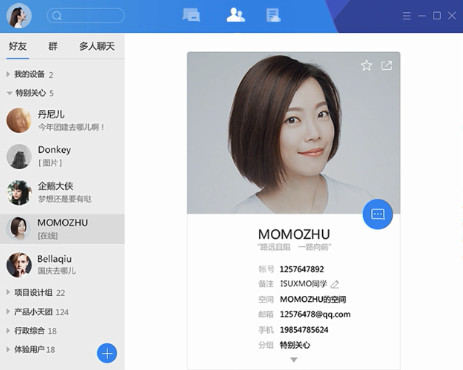 好友 群 多人聊天
我的设备 2
特别关心 5
丹尼儿
今年团建去哪儿啊！
Donkey
[图片]
企鹅大侠
梦想还是要有哒
MOMOZHU
[在线]
Bellaqiu
国庆去哪儿
项目设计组 22
产品小天团 124
行政综合 18
体验用户 18
MOMOZHU
“路远且阻 一路向前”
帐号 1257647892
备注 ISUXMO同学
空间 MOMOZHU的空间
邮箱 12576478@qq.com
手机 19854785624
分组 特别关心